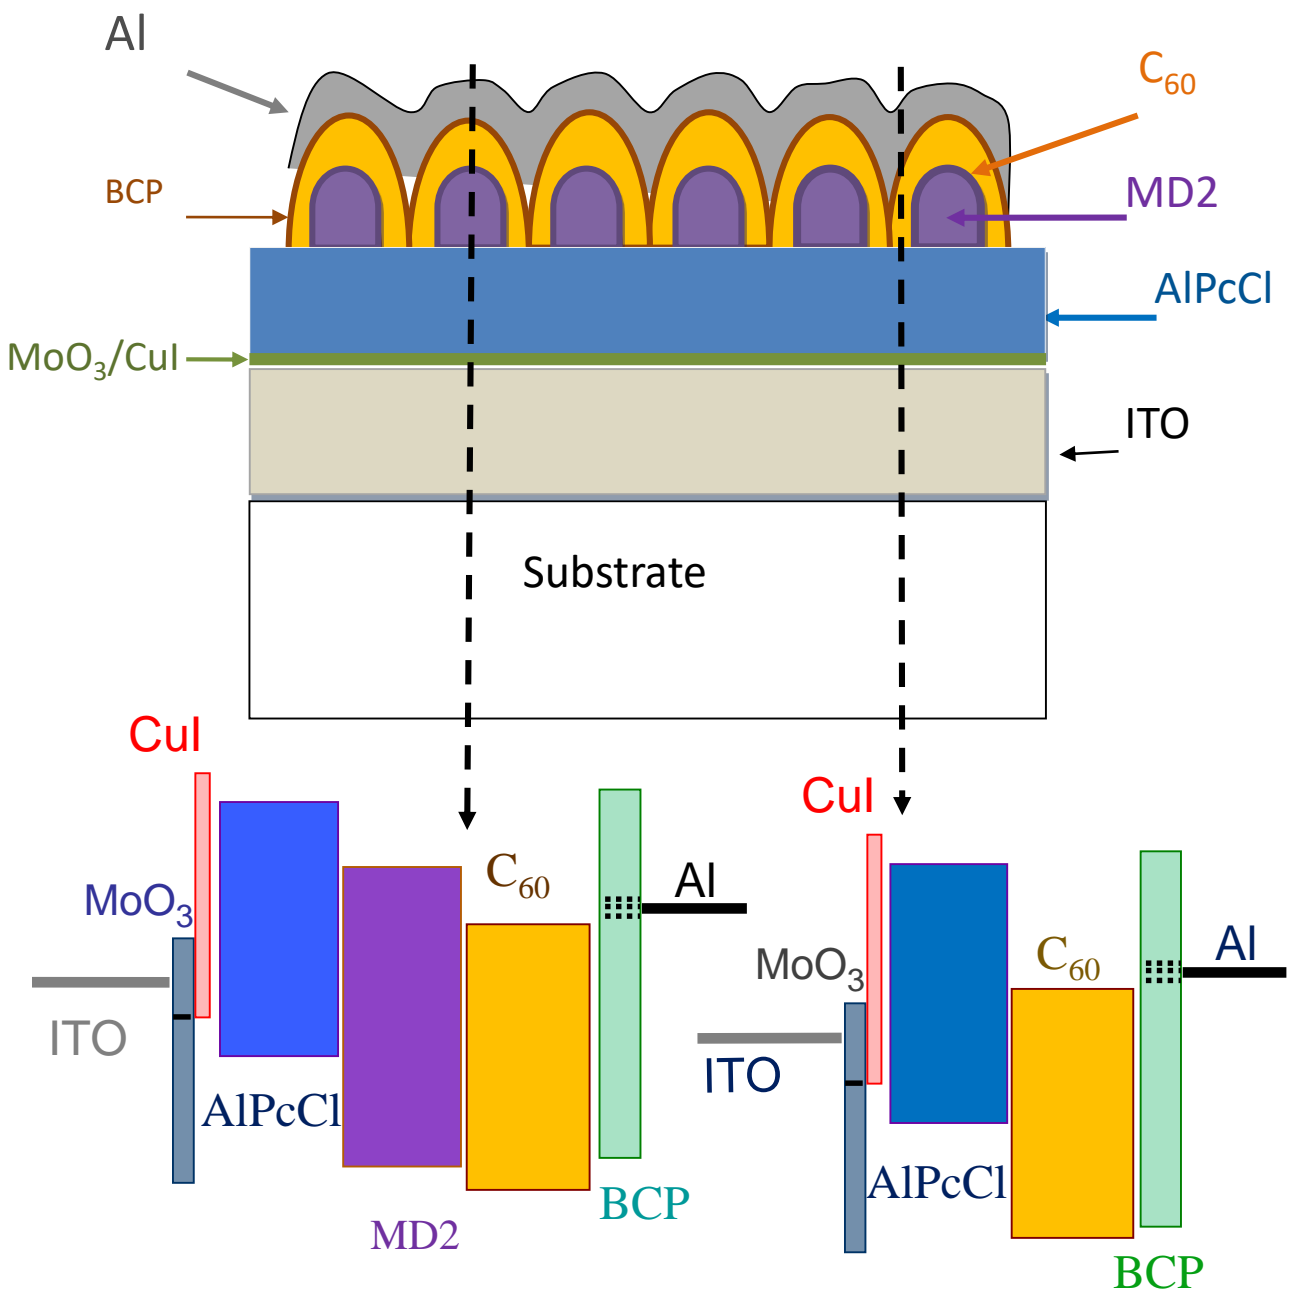 Al
C60
BCP
MD2
AlPcCl
MoO3/CuI
ITO
Substrate
CuI
CuI
C60
Al
MoO3
Al
C60
MoO3
ITO
ITO
AlPcCl
AlPcCl
BCP
MD2
BCP